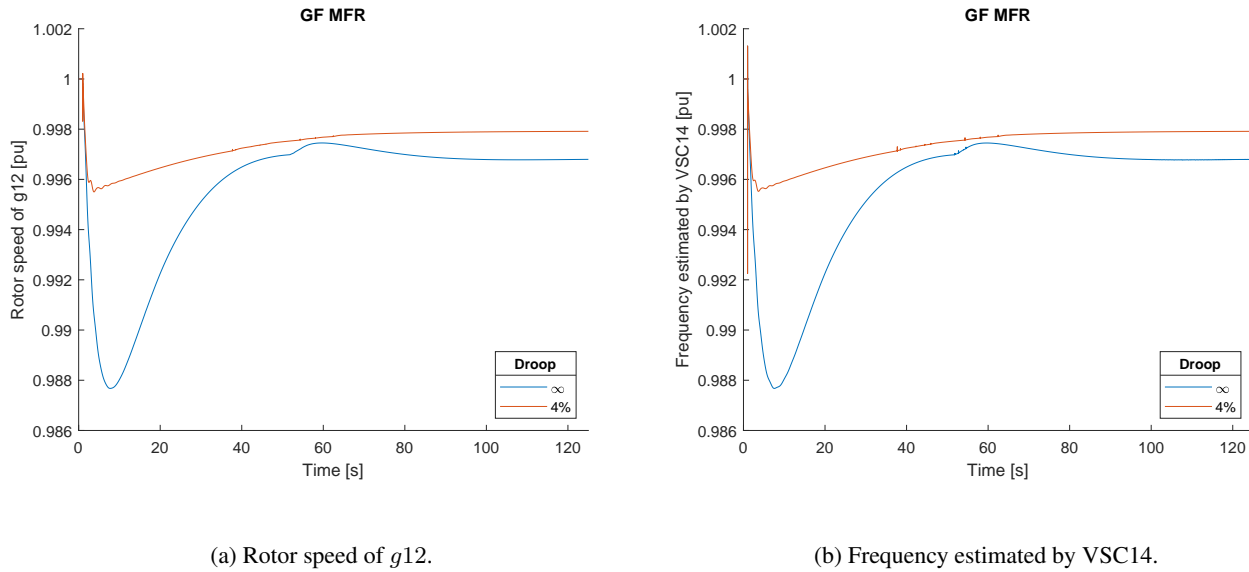 GF MFR
1.002
1
0.998
0.996
0.994
0.992
0.99
0.988
0.986
Rotor speed of g12 [pu]
0 20 40 60 80 100 120
Time [s]
Droop
∞
4%
(a) Rotor speed of g12.
GF MFR
1.002
1
0.998
0.996
0.994
0.992
0.99
0.988
0.986
Frequency estimated by VSC14 [pu]
0 20 40 60 80 100 120
Time [s]
Droop
∞
4%
(b) Frequency estimated by VSC14.